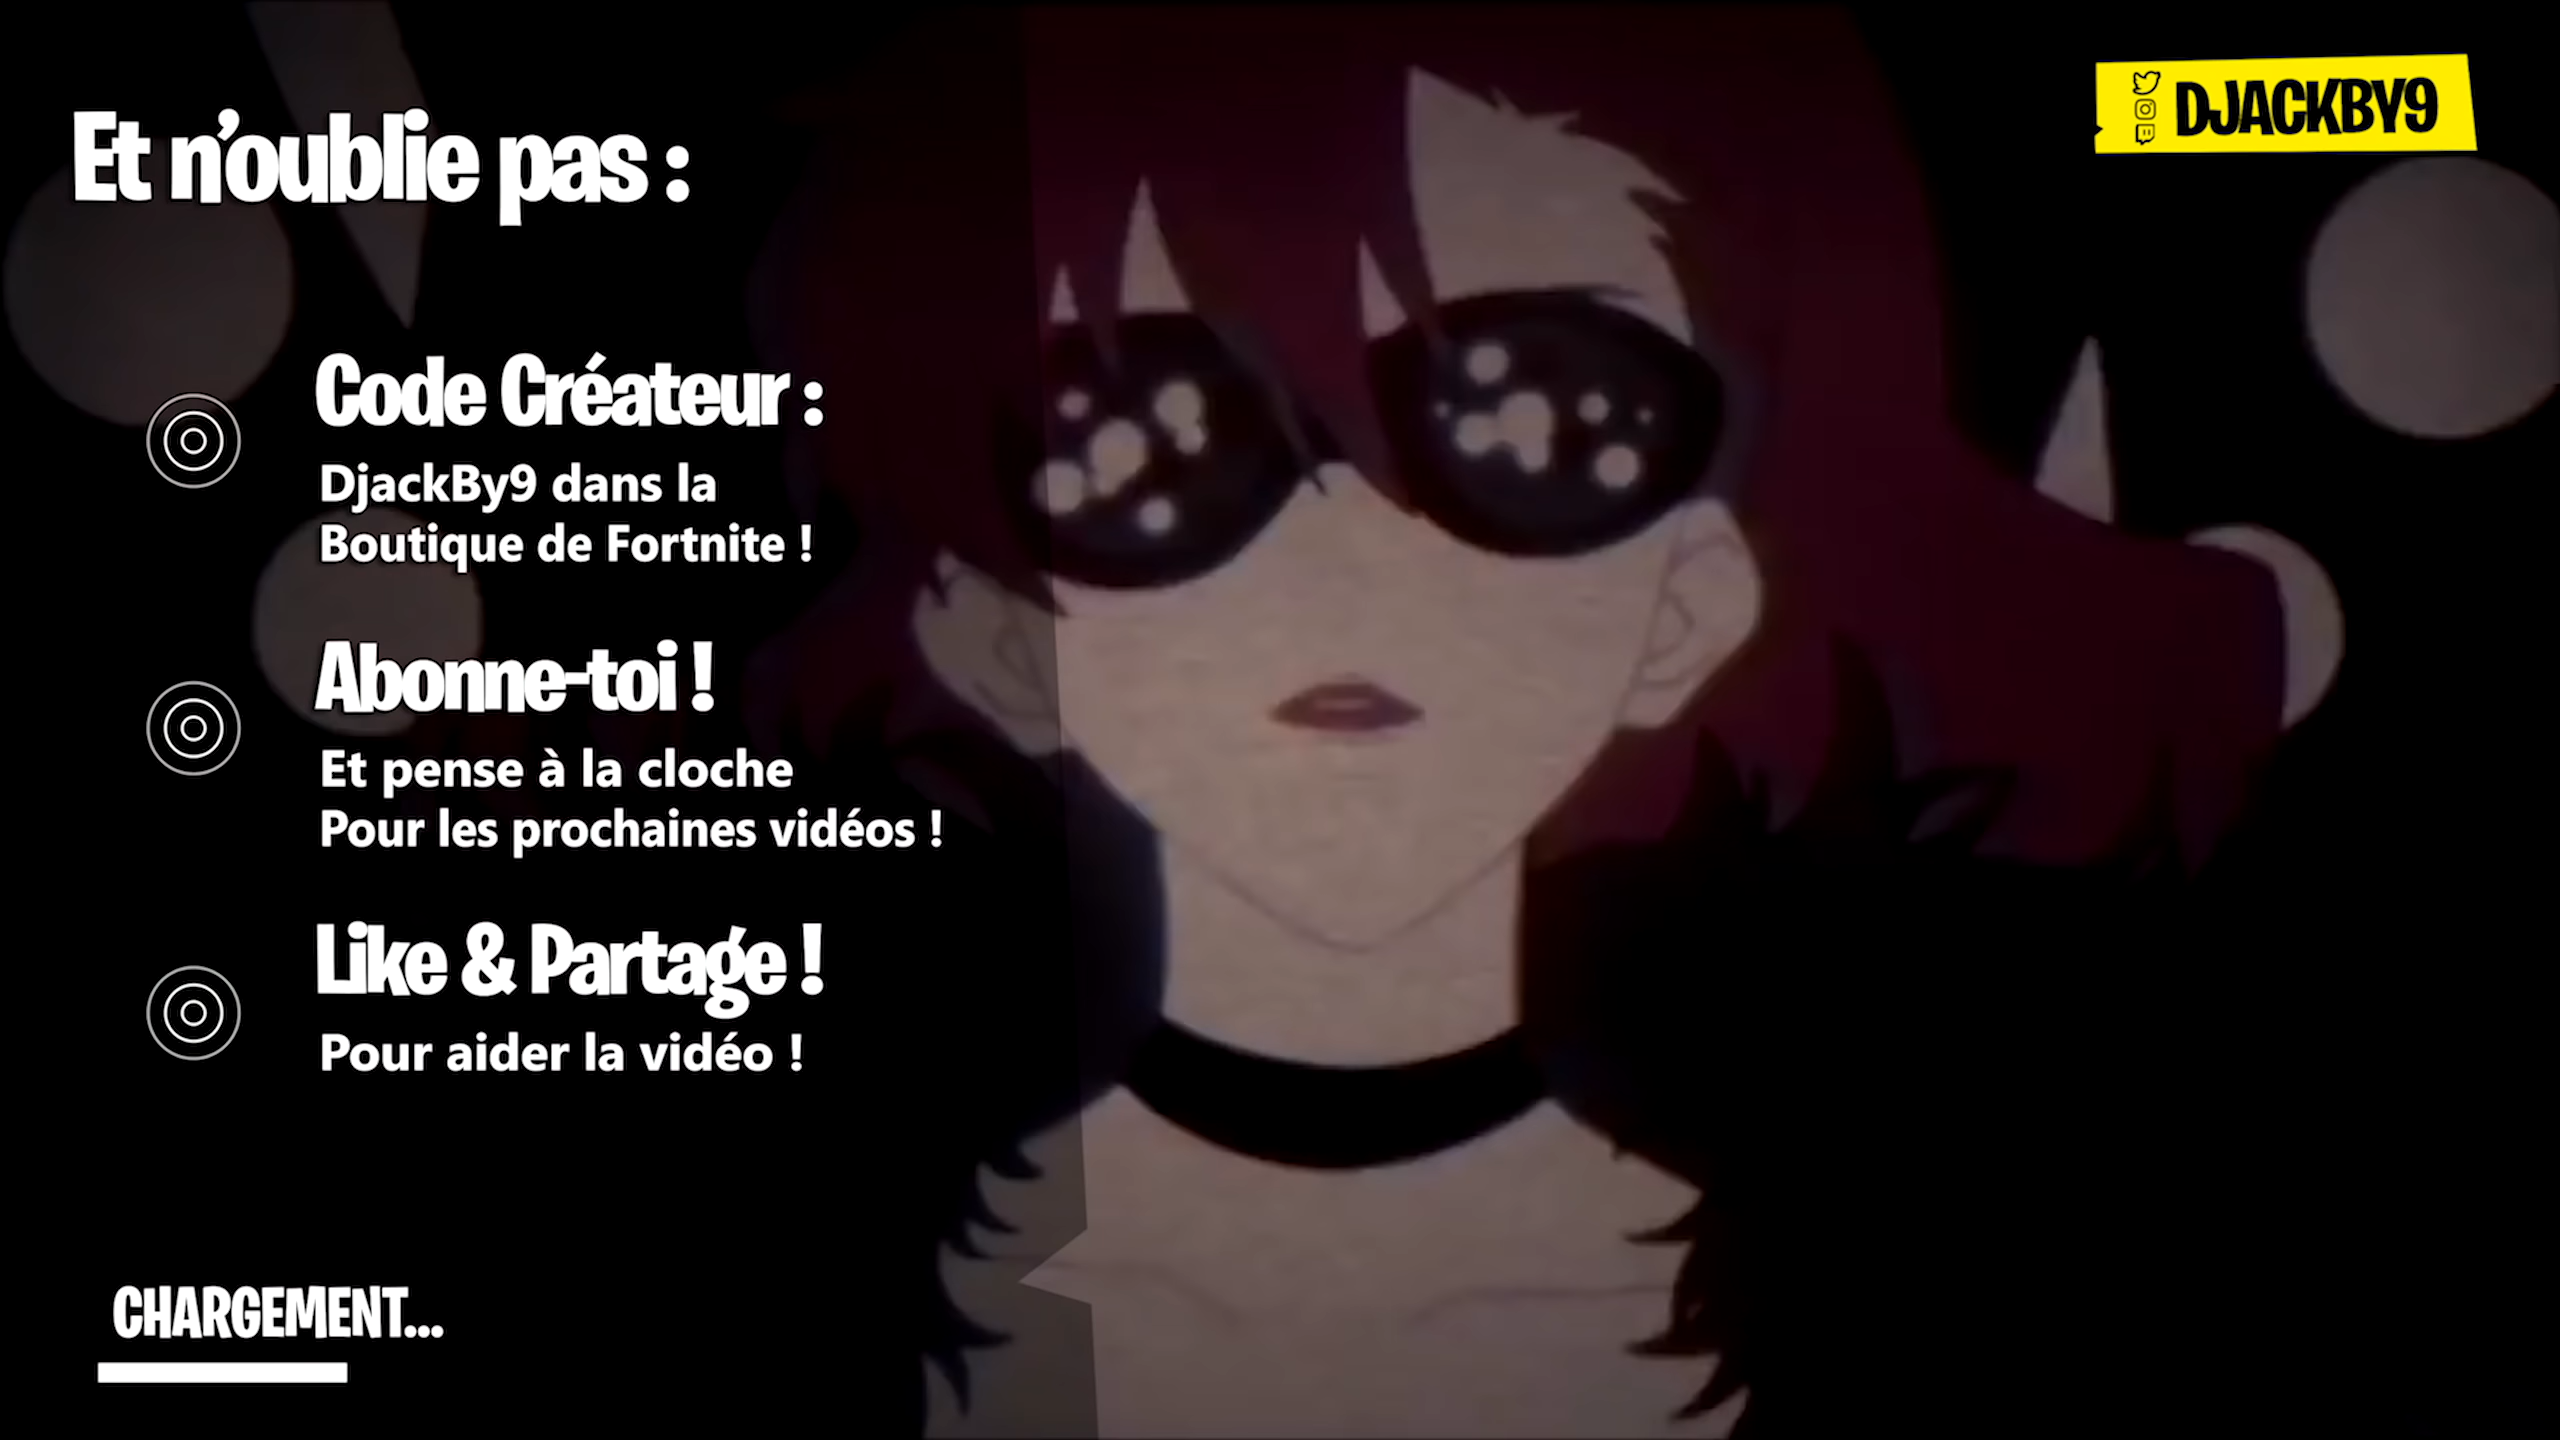 Et n'oublie pas :
DJACKBY9
Code Créateur :
DjackBy9 dans la
Boutique de Fortnite !
Abonne-toi !
Et pense à la cloche
Pour les prochaines vidéos !
Like & Partage !
Pour aider la vidéo !
CHARGEMENT...